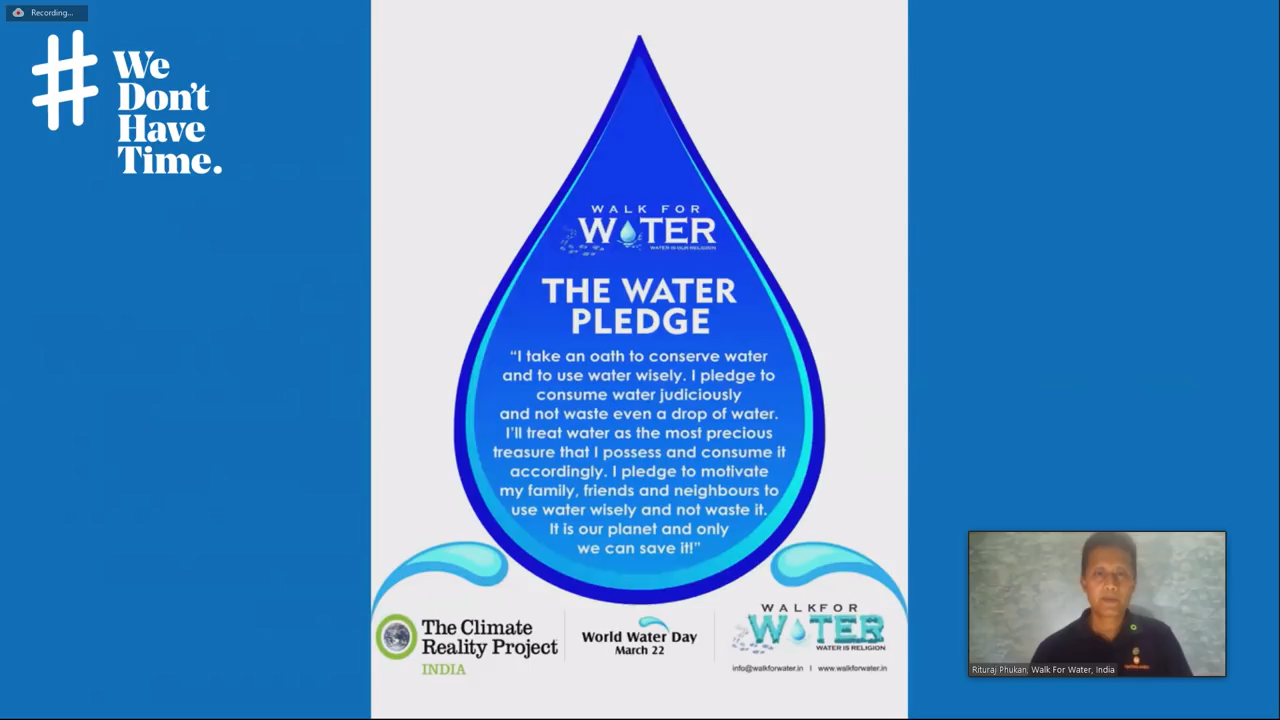 Recording...
# We
Don't
Have
Time.
WALK FOR
WATER
WATER IS OUR RELIGION
THE WATER
PLEDGE
“I take an oath to conserve water
and to use water wisely. I pledge to
consume water judiciously
and not waste even a drop of water.
I'll treat water as the most precious
treasure that I possess and consume it
accordingly. I pledge to motivate
my family, friends and neighbours to
use water wisely and not waste it.
It is our planet and only
we can save it!”
The Climate
Reality Project
INDIA
World Water Day
March 22
WALKFOR
WATER
WATER IS RELIGION
info@walkforwater.in | www.walkforwater.in
Rituraj Phukan, Walk For Water, India